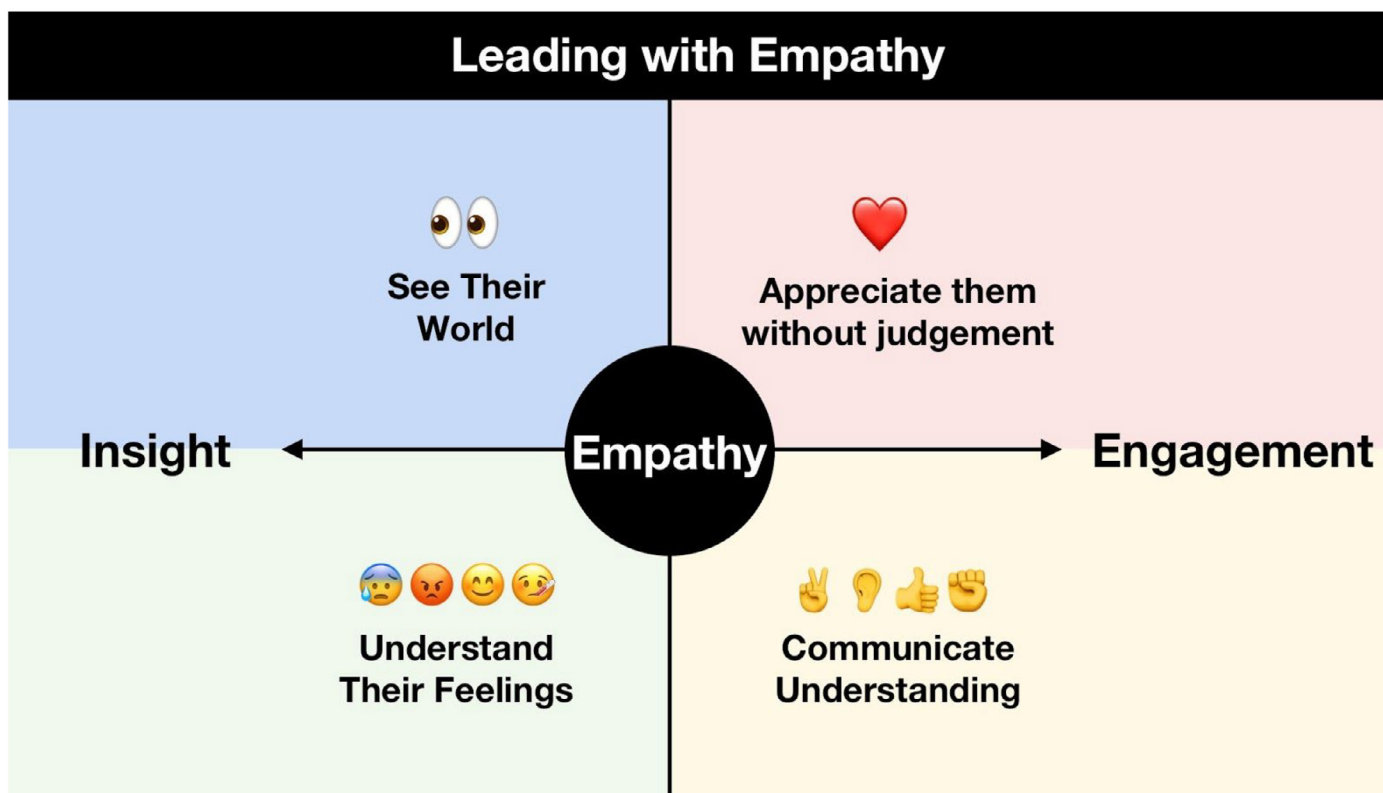 Leading with Empathy
See Their
World
Appreciate them
without judgement
Insight
Empathy
Engagement
Understand
Their Feelings
Communicate
Understanding